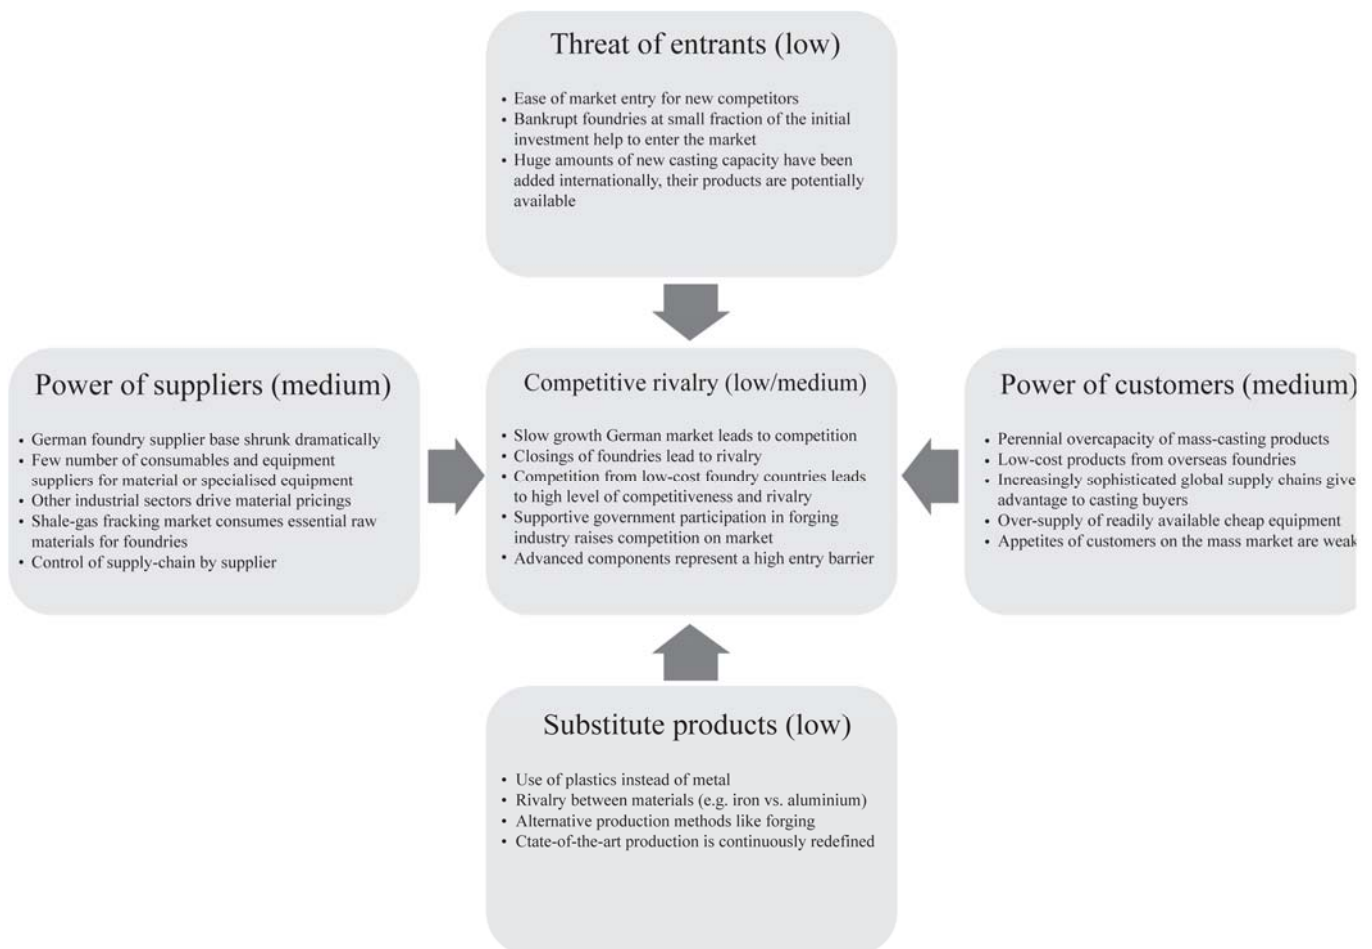 Threat of entrants (low)
• Ease of market entry for new competitors
• Bankrupt foundries at small fraction of the initial
investment help to enter the market
• Huge amounts of new casting capacity have been
added internationally, their products are potentially
available
Power of suppliers (medium)
• German foundry supplier base shrunk dramatically
• Few number of consumables and equipment
suppliers for material or specialised equipment
• Other industrial sectors drive material pricings
• Shale-gas fracking market consumes essential raw
materials for foundries
• Control of supply-chain by supplier
Competitive rivalry (low/medium)
• Slow growth German market leads to competition
• Closings of foundries lead to rivalry
• Competition from low-cost foundry countries leads
to high level of competitiveness and rivalry
• Supportive government participation in forging
industry raises competition on market
• Advanced components represent a high entry barrier
Power of customers (medium)
• Perennial overcapacity of mass-casting products
• Low-cost products from overseas foundries
• Increasingly sophisticated global supply chains give
advantage to casting buyers
• Over-supply of readily available cheap equipment
• Appetites of customers on the mass market are weak
Substitute products (low)
• Use of plastics instead of metal
• Rivalry between materials (e.g. iron vs. aluminium)
• Alternative production methods like forging
• Ctate-of-the-art production is continuously redefined